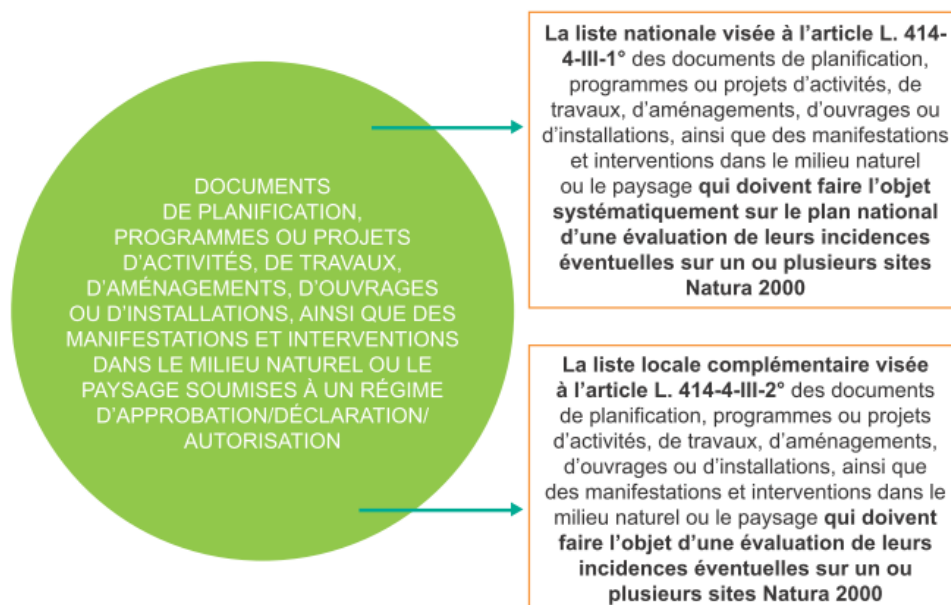 DOCUMENTS
DE PLANIFICATION,
PROGRAMMES OU PROJETS
D'ACTIVITÉS, DE TRAVAUX,
D'AMÉNAGEMENTS, D'OUVRAGES
OU D'INSTALLATIONS, AINSI QUE DES
MANIFESTATIONS ET INTERVENTIONS
DANS LE MILIEU NATUREL OU LE
PAYSAGE SOUMISES À UN RÉGIME
D'APPROBATION/DÉCLARATION/
AUTORISATION
La liste nationale visée à l'article L. 414-
4-III-1° des documents de planification,
programmes ou projets d'activités, de
travaux, d'aménagements, d'ouvrages ou
d'installations, ainsi que des manifestations
et interventions dans le milieu naturel
ou le paysage qui doivent faire l'objet
systématiquement sur le plan national
d'une évaluation de leurs incidences
éventuelles sur un ou plusieurs sites
Natura 2000
La liste locale complémentaire visée
à l'article L. 414-4-III-2° des documents
de planification, programmes ou projets
d'activités, de travaux, d'aménagements,
d'ouvrages ou d'installations, ainsi que
des manifestations et interventions dans le
milieu naturel ou le paysage qui doivent
faire l'objet d'une évaluation de leurs
incidences éventuelles sur un ou
plusieurs sites Natura 2000